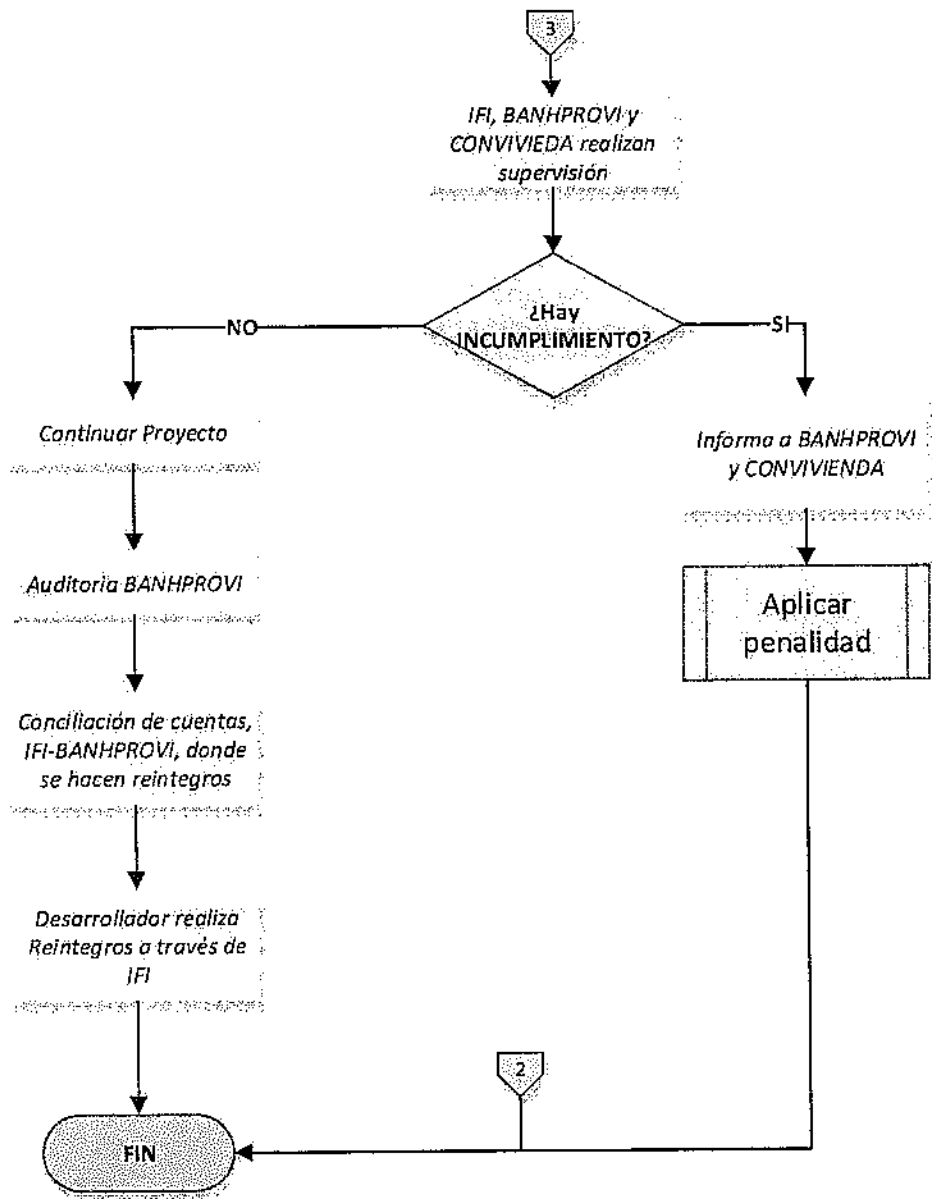 3
IFI, BANHPROVI y
CONVIVIEDA realizan
supervisión
¿Hay
INCUMPLIMIENTO?
NO
SI
Continuar Proyecto
Informa a BANHPROVI
y CONVIVIENDA
Auditoria BANHPROVI
Aplicar
penalidad
Conciliación de cuentas,
IFI-BANHPROVI, donde
se hacen reintegros
Desarrollador realiza
Reintegros a través de
IFI
2
FIN